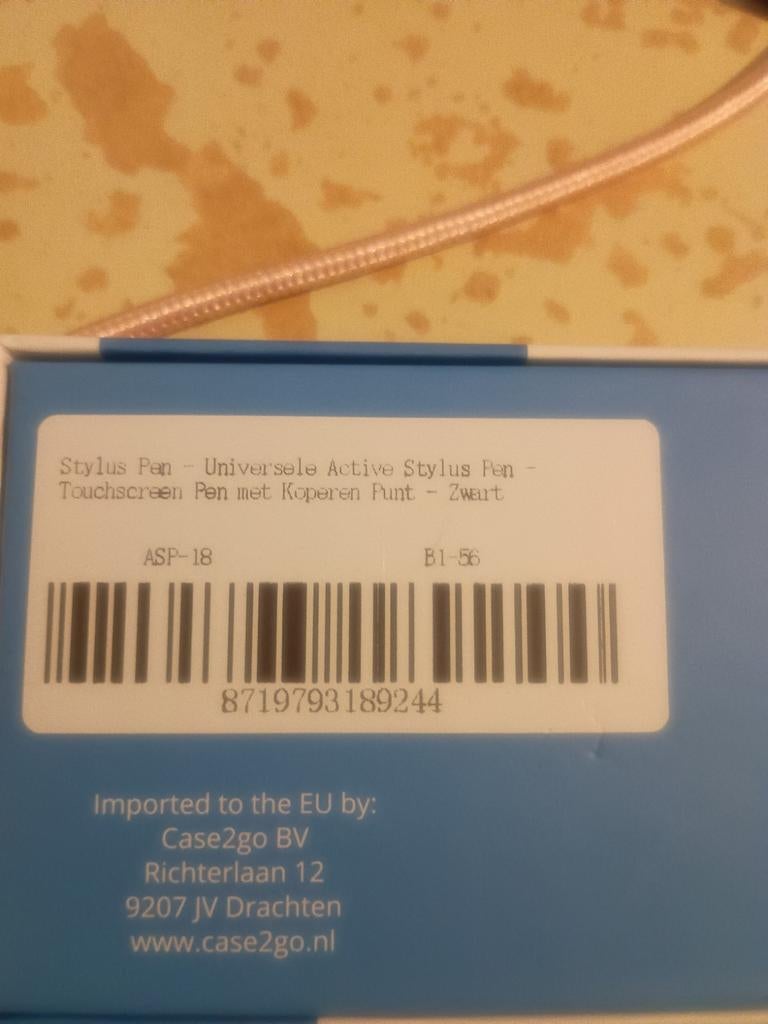 Stylus Pen - Universele Active Stylus Pen -
Touchscreen Pen met Koperen Punt - Zwart
ASP-18 B1-56
8719793189244
Imported to the EU by:
Case2go BV
Richterlaan 12
9207 JV Drachten
www.case2go.nl